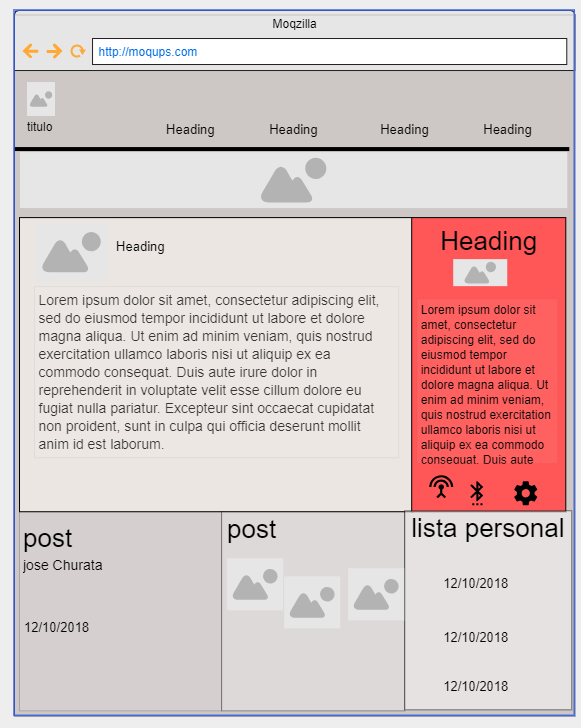 Moqzilla
http://moqups.com
titulo
Heading
Heading
Heading
Heading
Heading
Lorem ipsum dolor sit amet, consectetur adipiscing elit,
sed do eiusmod tempor incididunt ut labore et dolore
magna aliqua. Ut enim ad minim veniam, quis nostrud
exercitation ullamco laboris nisi ut aliquip ex ea
commodo consequat. Duis aute irure dolor in
reprehenderit in voluptate velit esse cillum dolore eu
fugiat nulla pariatur. Excepteur sint occaecat cupidatat
non proident, sunt in culpa qui officia deserunt mollit
anim id est laborum.
Heading
Lorem ipsum dolor sit
amet, consectetur
adipiscing elit, sed do
eiusmod tempor
incididunt ut labore et
dolore magna aliqua. Ut
enim ad minim veniam,
quis nostrud exercitation
ullamco laboris nisi ut
aliquip ex ea commodo
consequat. Duis aute
post
jose Churata
12/10/2018
post
lista personal
12/10/2018
12/10/2018
12/10/2018